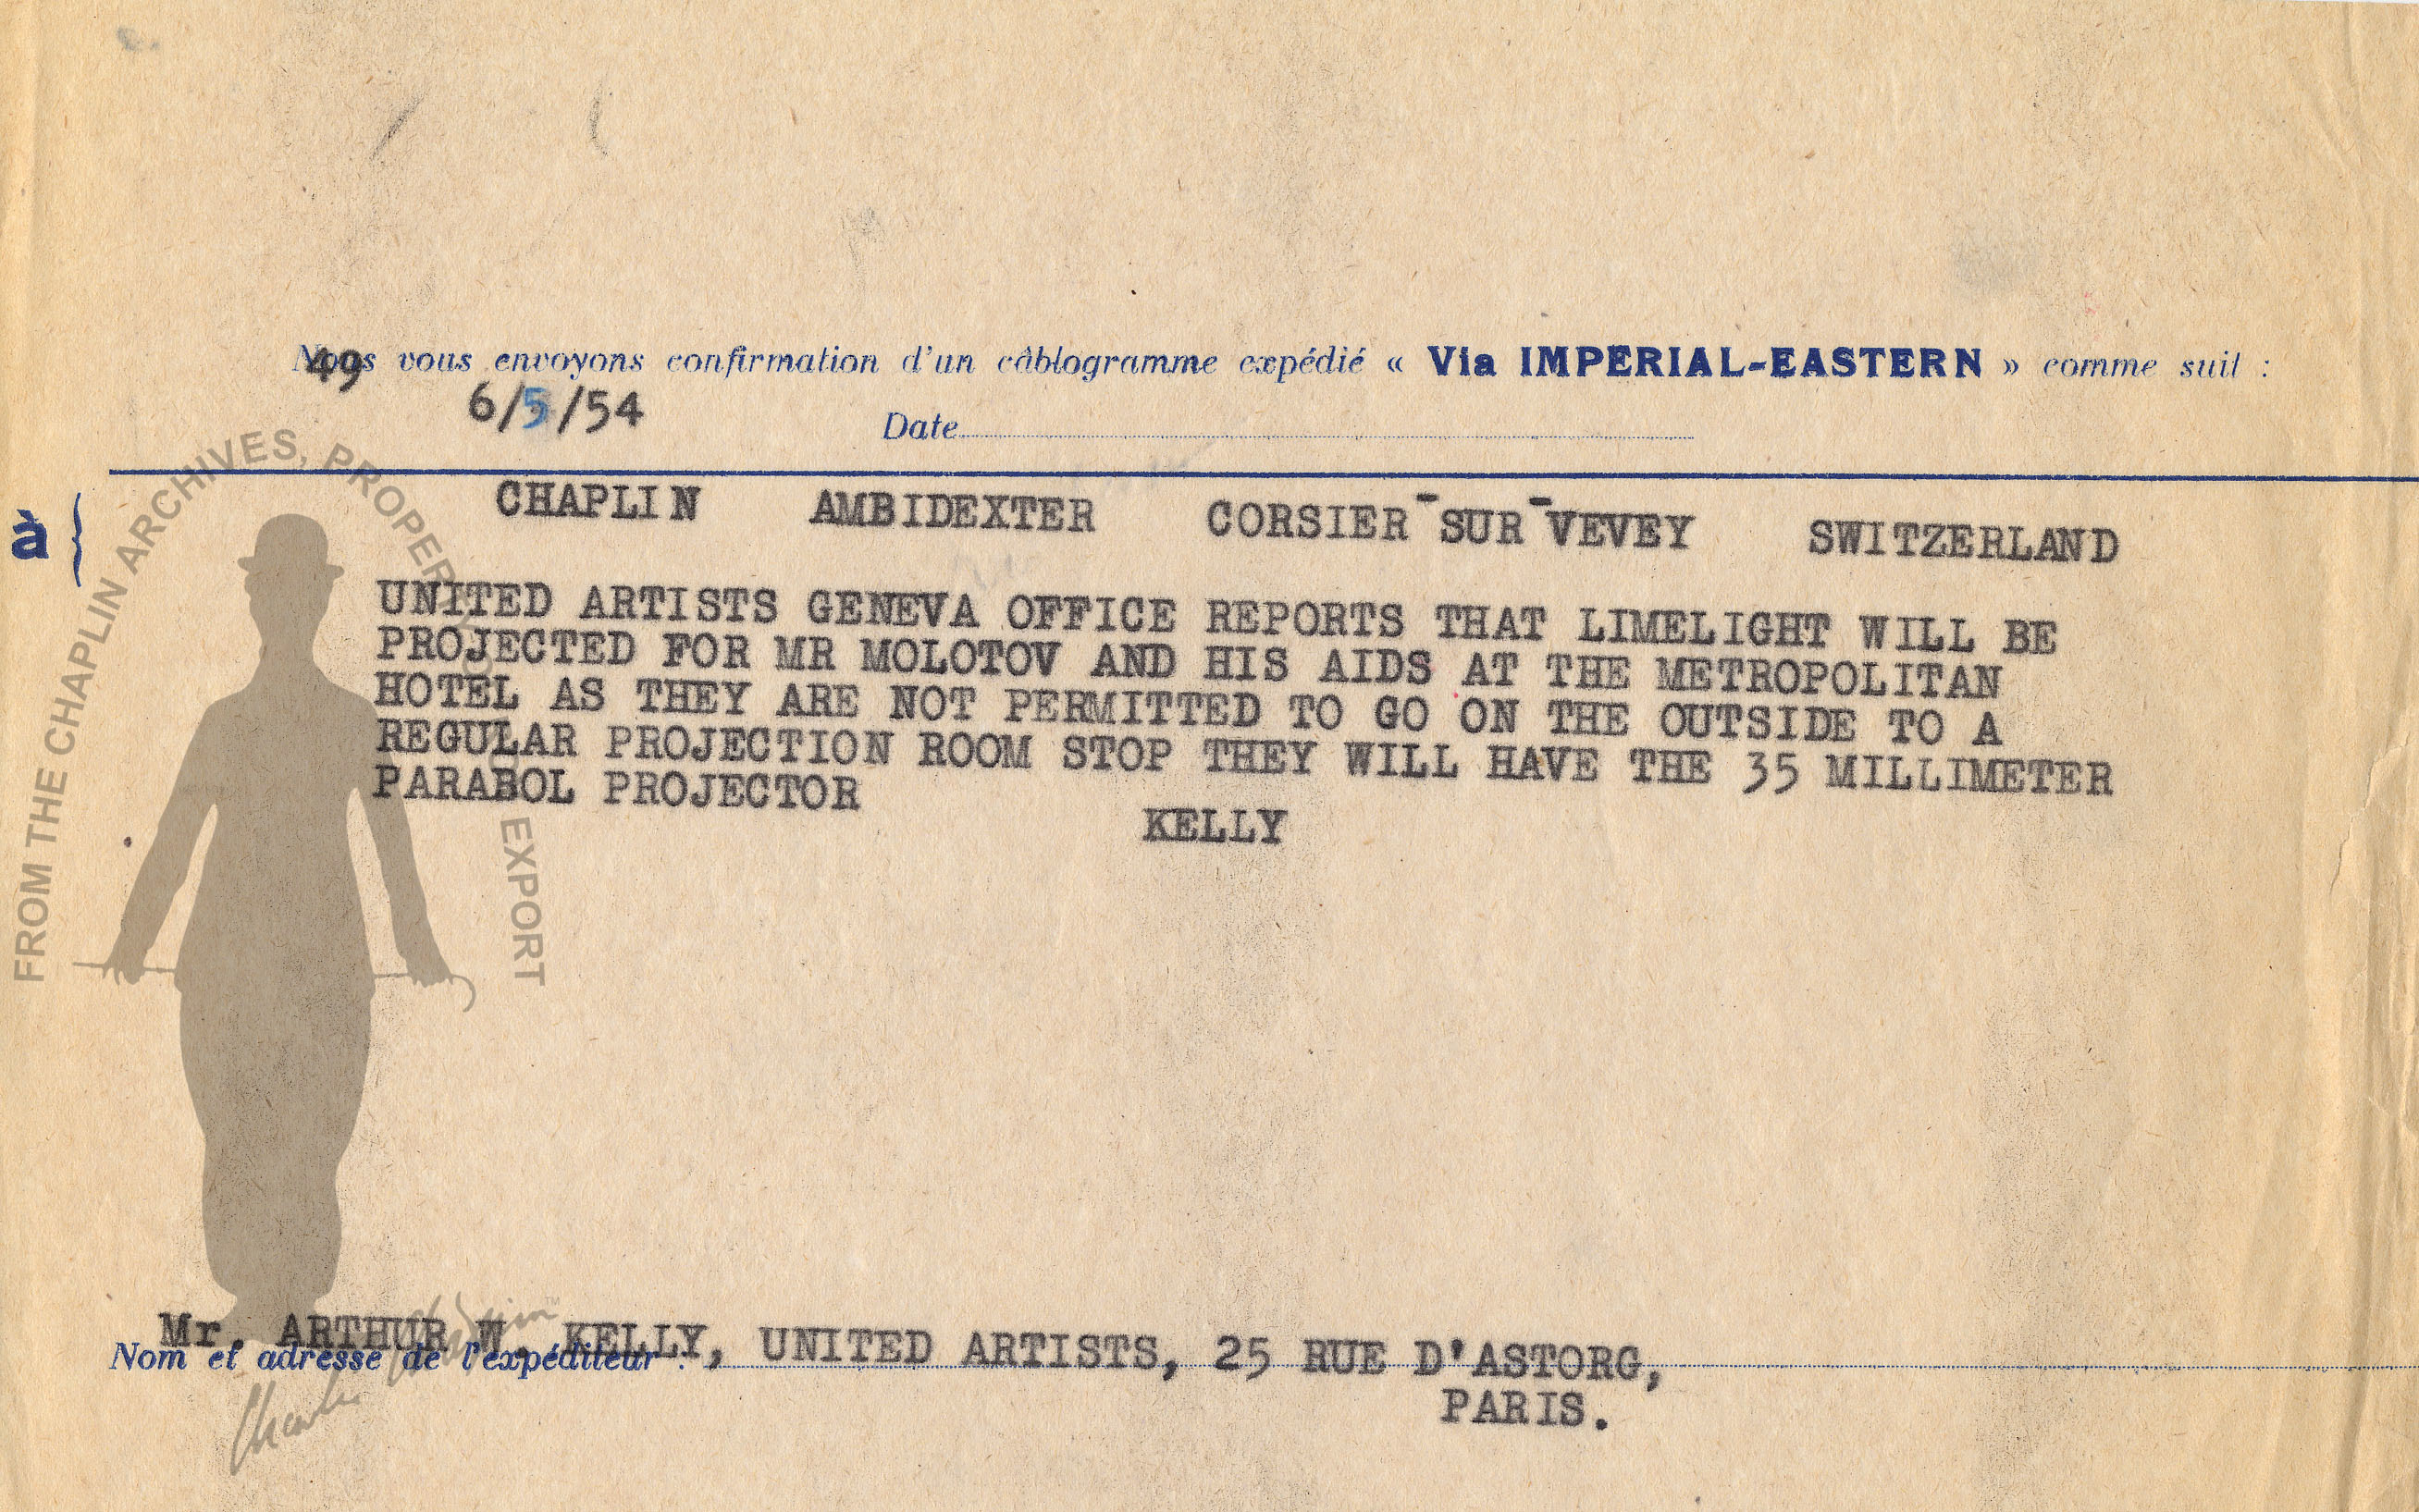 Nous vous envoyons confirmation d'un câblogramme expédié « Via IMPERIAL-EASTERN » comme suit :
49
6/5/54
Date
à
CHAPLIN AMBIDEXTER CORSIER-SUR-VEVEY SWITZERLAND
UNITED ARTISTS GENEVA OFFICE REPORTS THAT LIMELIGHT WILL BE
PROJECTED FOR MR MOLOTOV AND HIS AIDS AT THE METROPOLITAN
HOTEL AS THEY ARE NOT PERMITTED TO GO ON THE OUTSIDE TO A
REGULAR PROJECTION ROOM STOP THEY WILL HAVE THE 35 MILLIMETER
PARABOL PROJECTOR
KELLY
Mr. ARTHUR W. KELLY, UNITED ARTISTS, 25 RUE D'ASTORG,
Nom et adresse de l'expéditeur :
PARIS.
FROM THE CHAPLIN ARCHIVES, PROPERTY EXPORT
Charlie Chaplin